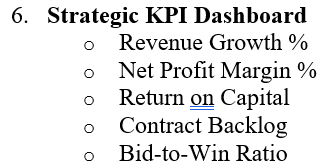 6. Strategic KPI Dashboard
o Revenue Growth %
o Net Profit Margin %
o Return on Capital
o Contract Backlog
o Bid-to-Win Ratio